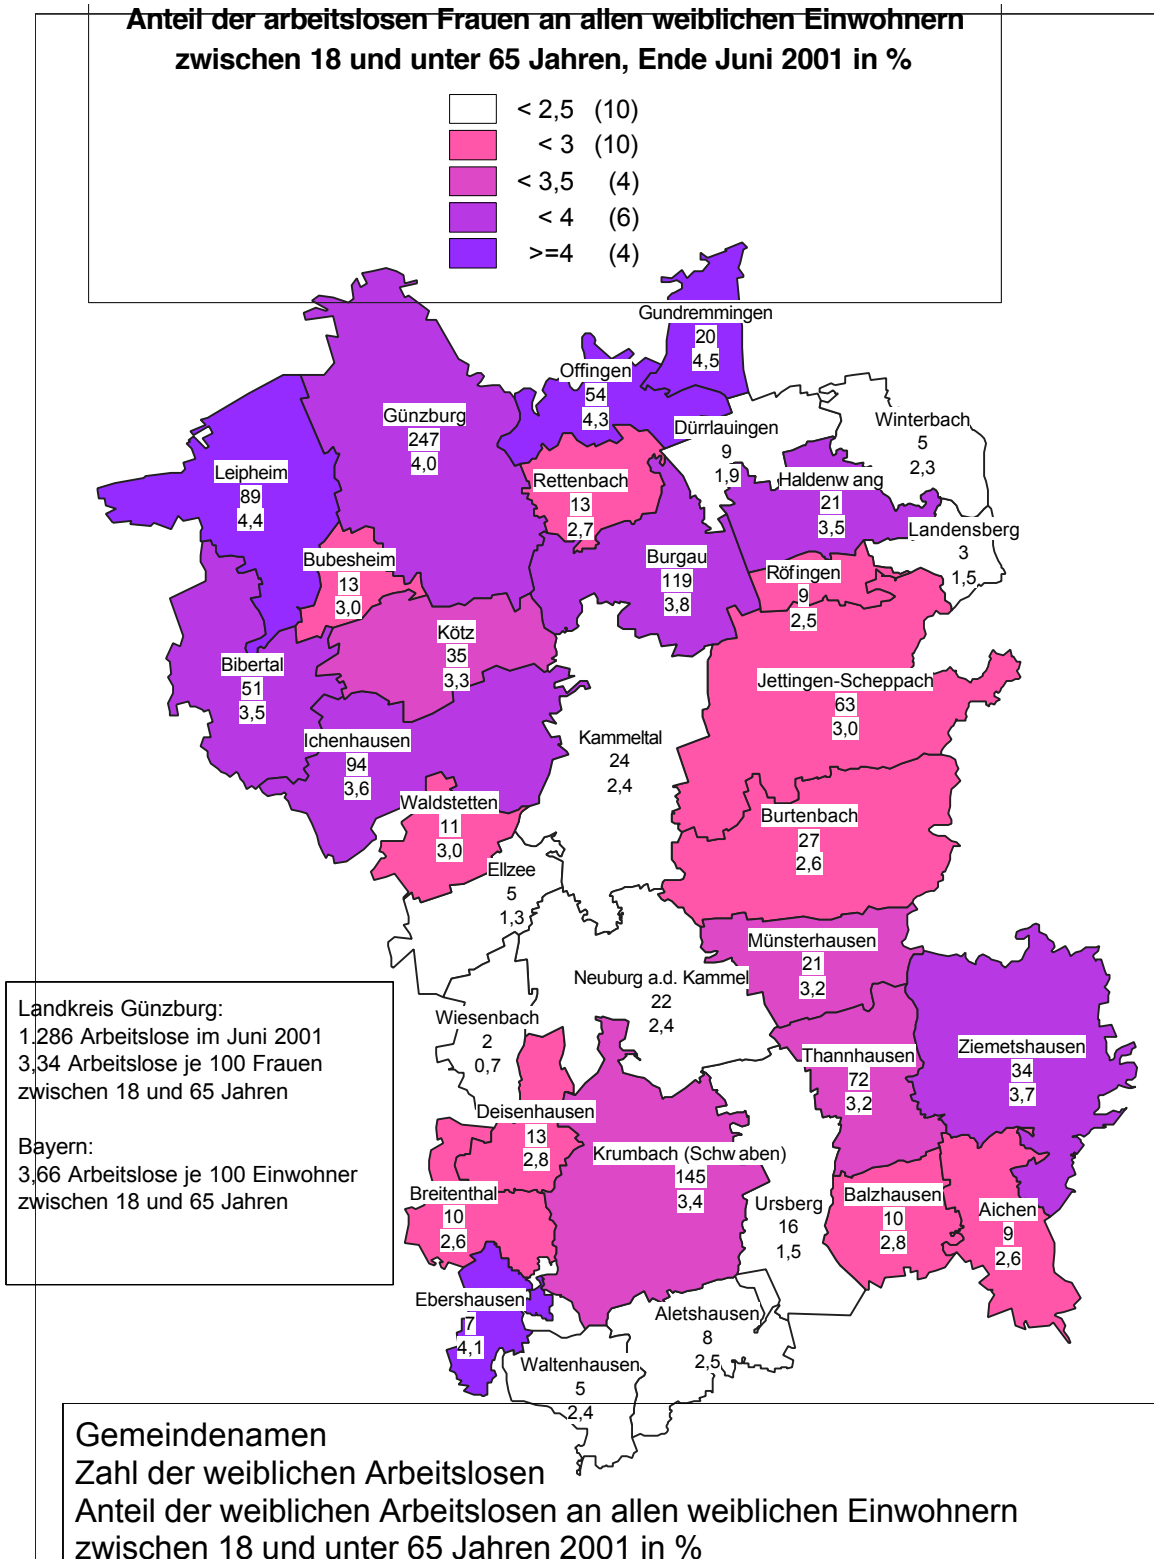 Anteil der arbeitslosen Frauen an allen weiblichen Einwohnern
zwischen 18 und unter 65 Jahren, Ende Juni 2001 in %
< 2,5 (10)
< 3 (10)
< 3,5 (4)
< 4 (6)
>=4 (4)
Gundremmingen
20
4,5
Offingen
54
4,3
Günzburg
247
4,0
Dürrlauingen
9
1,9
Winterbach
5
2,3
Leipheim
89
4,4
Rettenbach
13
2,7
Haldenwang
21
3,5
Landensberg
3
1,5
Bubesheim
13
3,0
Burgau
119
3,8
Röfingen
9
2,5
Kötz
35
3,3
Bibertal
51
3,5
Jettingen-Scheppach
63
3,0
Ichenhausen
94
3,6
Kammeltal
24
2,4
Waldstetten
11
3,0
Burtenbach
27
2,6
Ellzee
5
1,3
Münsterhausen
21
3,2
Neuburg a.d. Kammel
22
2,4
Landkreis Günzburg:
1.286 Arbeitslose im Juni 2001
3,34 Arbeitslose je 100 Frauen
zwischen 18 und 65 Jahren
Bayern:
3,66 Arbeitslose je 100 Einwohner
zwischen 18 und 65 Jahren
Wiesenbach
2
0,7
Thannhausen
72
3,2
Ziemetshausen
34
3,7
Deisenhausen
13
2,8
Krumbach (Schwaben)
145
3,4
Breitenthal
10
2,6
Ursberg
16
1,5
Balzhausen
10
2,8
Aichen
9
2,6
Ebershausen
7
4,1
Aletshausen
8
2,5
Waltenhausen
5
2,4
Gemeindenamen
Zahl der weiblichen Arbeitslosen
Anteil der weiblichen Arbeitslosen an allen weiblichen Einwohnern
zwischen 18 und unter 65 Jahren 2001 in %